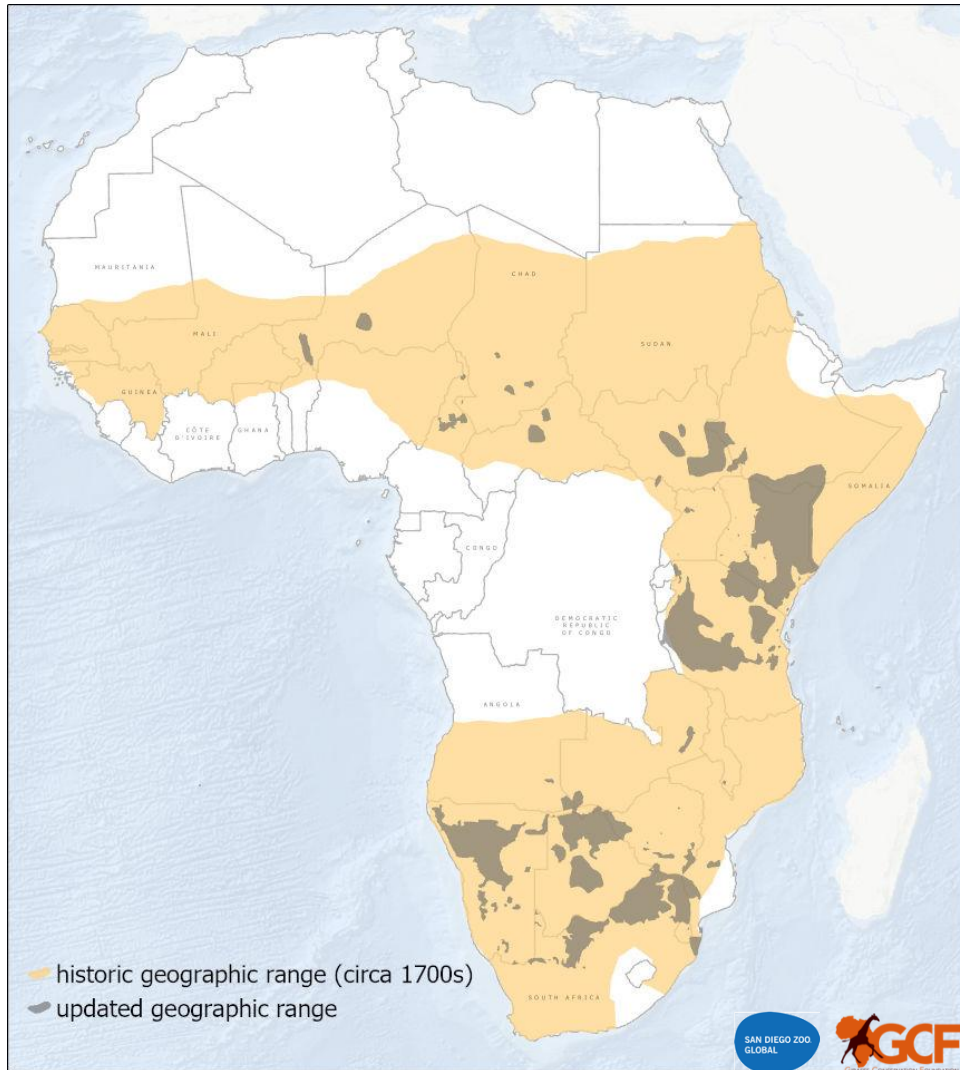 MAURITANIA
CHAD
MALI
SUDAN
GUINEA
CÔTE
D'IVOIRE
GHANA
SOMALIA
CONGO
DEMOCRATIC
REPUBLIC
OF CONGO
ANGOLA
historic geographic range (circa 1700s)
updated geographic range
SOUTH AFRICA
SAN DIEGO ZOO
GLOBAL
GCF